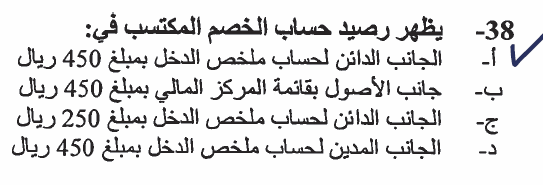 38- يظهر رصيد حساب الخصم المكتسب في:
أ- الجانب الدائن لحساب ملخص الدخل بمبلغ 450 ريال
ب- جانب الأصول بقائمة المركز المالي بمبلغ 450 ريال
ج- الجانب الدائن لحساب ملخص الدخل بمبلغ 250 ريال
د- الجانب المدين لحساب ملخص الدخل بمبلغ 450 ريال